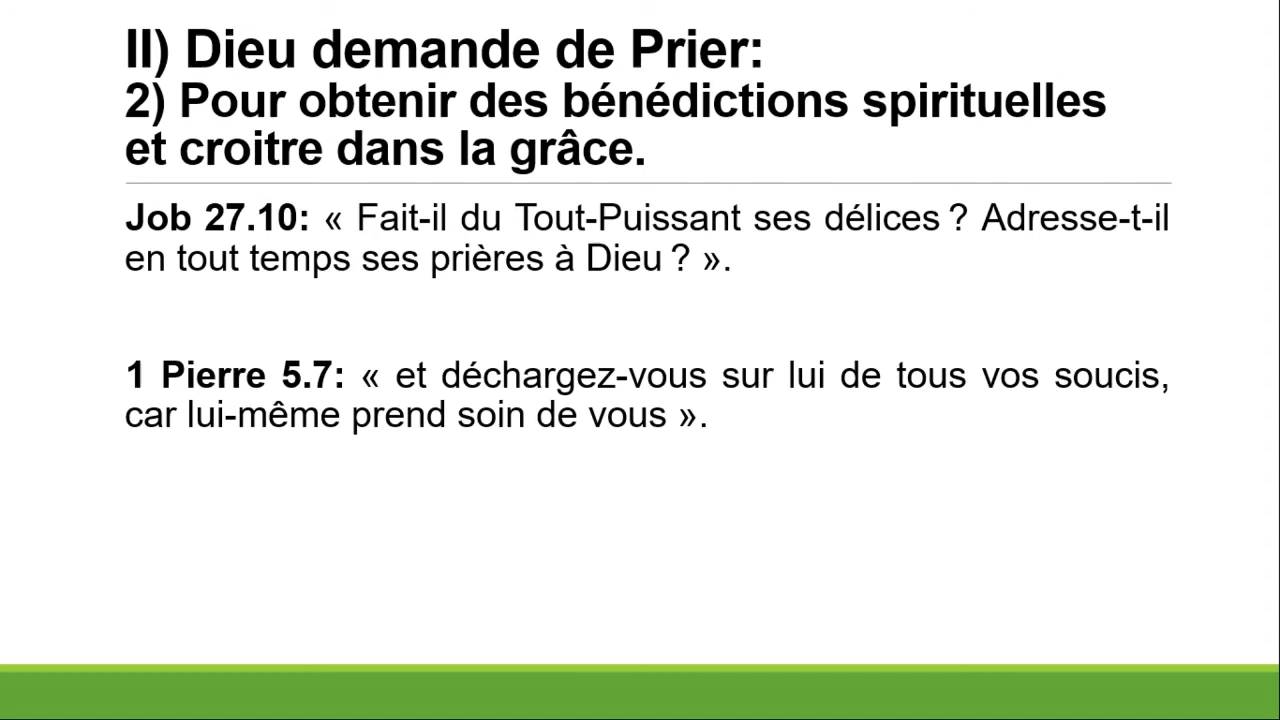 II) Dieu demande de Prier:
2) Pour obtenir des bénédictions spirituelles
et croitre dans la grâce.
Job 27.10: « Fait-il du Tout-Puissant ses délices ? Adresse-t-il
en tout temps ses prières à Dieu ? ».
1 Pierre 5.7: « et déchargez-vous sur lui de tous vos soucis,
car lui-même prend soin de vous ».